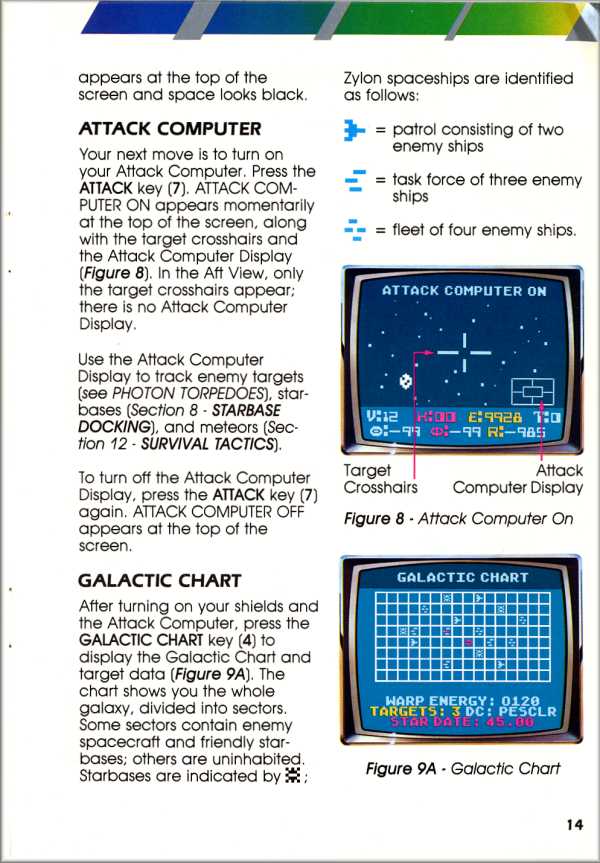 appears at the top of the
screen and space looks black.
ATTACK COMPUTER
Your next move is to turn on
your Attack Computer. Press the
ATTACK key (7). ATTACK COM-
PUTER ON appears momentarily
at the top of the screen, along
with the target crosshairs and
the Attack Computer Display
(Figure 8). In the Aft View, only
the target crosshairs appear;
there is no Attack Computer
Display.
Use the Attack Computer
Display to track enemy targets
(see PHOTON TORPEDOES), star-
bases (Section 8 - STARBASE
DOCKING), and meteors (Sec-
tion 12 - SURVIVAL TACTICS).
To turn off the Attack Computer
Display, press the ATTACK key (7)
again. ATTACK COMPUTER OFF
appears at the top of the
screen.
GALACTIC CHART
After turning on your shields and
the Attack Computer, press the
GALACTIC CHART key (4) to
display the Galactic Chart and
target data (Figure 9A). The
chart shows you the whole
galaxy, divided into sectors.
Some sectors contain enemy
spacecraft and friendly star-
bases; others are uninhabited.
Starbases are indicated by ;
Zylon spaceships are identified
as follows:
= patrol consisting of two
enemy ships
= task force of three enemy
ships
= fleet of four enemy ships.
ATTACK COMPUTER ON
V:12 K:00 E:9928 T:0
Θ:-99 Φ:-99 R:-985
Target
Crosshairs
Attack
Computer Display
Figure 8 - Attack Computer On
GALACTIC CHART
WARP ENERGY: 0120
TARGETS: 3 DC: PESCLR
STAR DATE: 45.00
Figure 9A - Galactic Chart
14